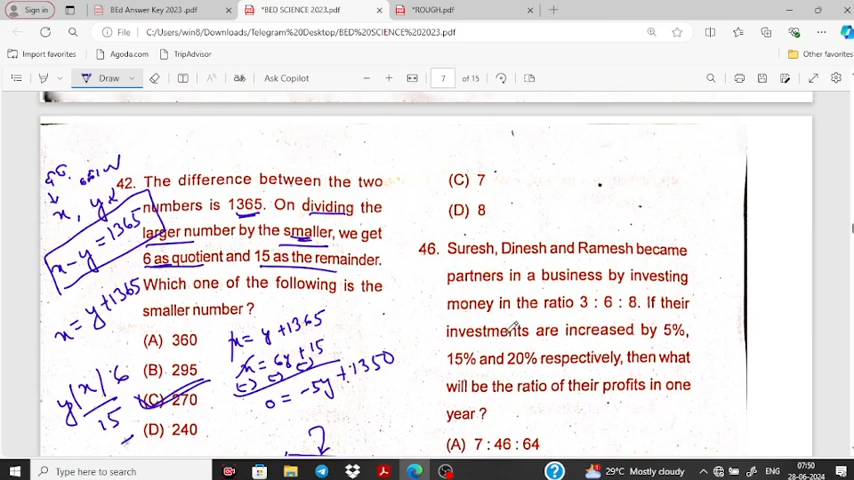 Sign in
BEd Answer Key 2023 .pdf
*BED SCIENCE 2023.pdf
*ROUGH.pdf
File
C:/Users/win8/Downloads/Telegram%20Desktop/BED%20SCIENCE%202023.pdf
Import favorites
Agoda.com
TripAdvisor
Other favorites
Draw
Ask Copilot
7
of 15
x , y
x - y = 1365
x = y + 1365
y ) x ( 6
15
42. The difference between the two
numbers is 1365. On dividing the
larger number by the smaller, we get
6 as quotient and 15 as the remainder.
Which one of the following is the
smaller number ?
(A) 360
(B) 295
(C) 270
(D) 240
x = y + 1365
x = 6y + 15
(-) (-) (-)
0 = -5y + 1350
(C) 7
(D) 8
46. Suresh, Dinesh and Ramesh became
partners in a business by investing
money in the ratio 3 : 6 : 8. If their
investments are increased by 5%,
15% and 20% respectively, then what
will be the ratio of their profits in one
year ?
(A) 7 : 46 : 64
Type here to search
29°C Mostly cloudy
ENG
07:50
28-06-2024